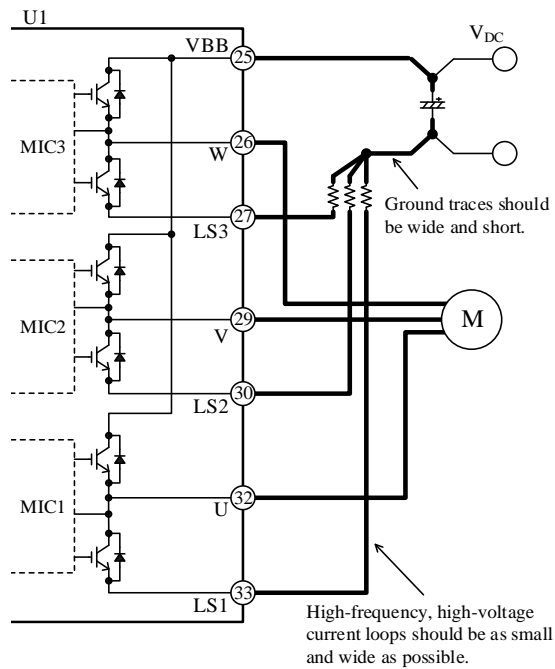 U1
VBB
25
VDC
MIC3
W
26
LS3
27
Ground traces should
be wide and short.
MIC2
V
29
M
LS2
30
MIC1
U
32
LS1
33
High-frequency, high-voltage
current loops should be as small
and wide as possible.